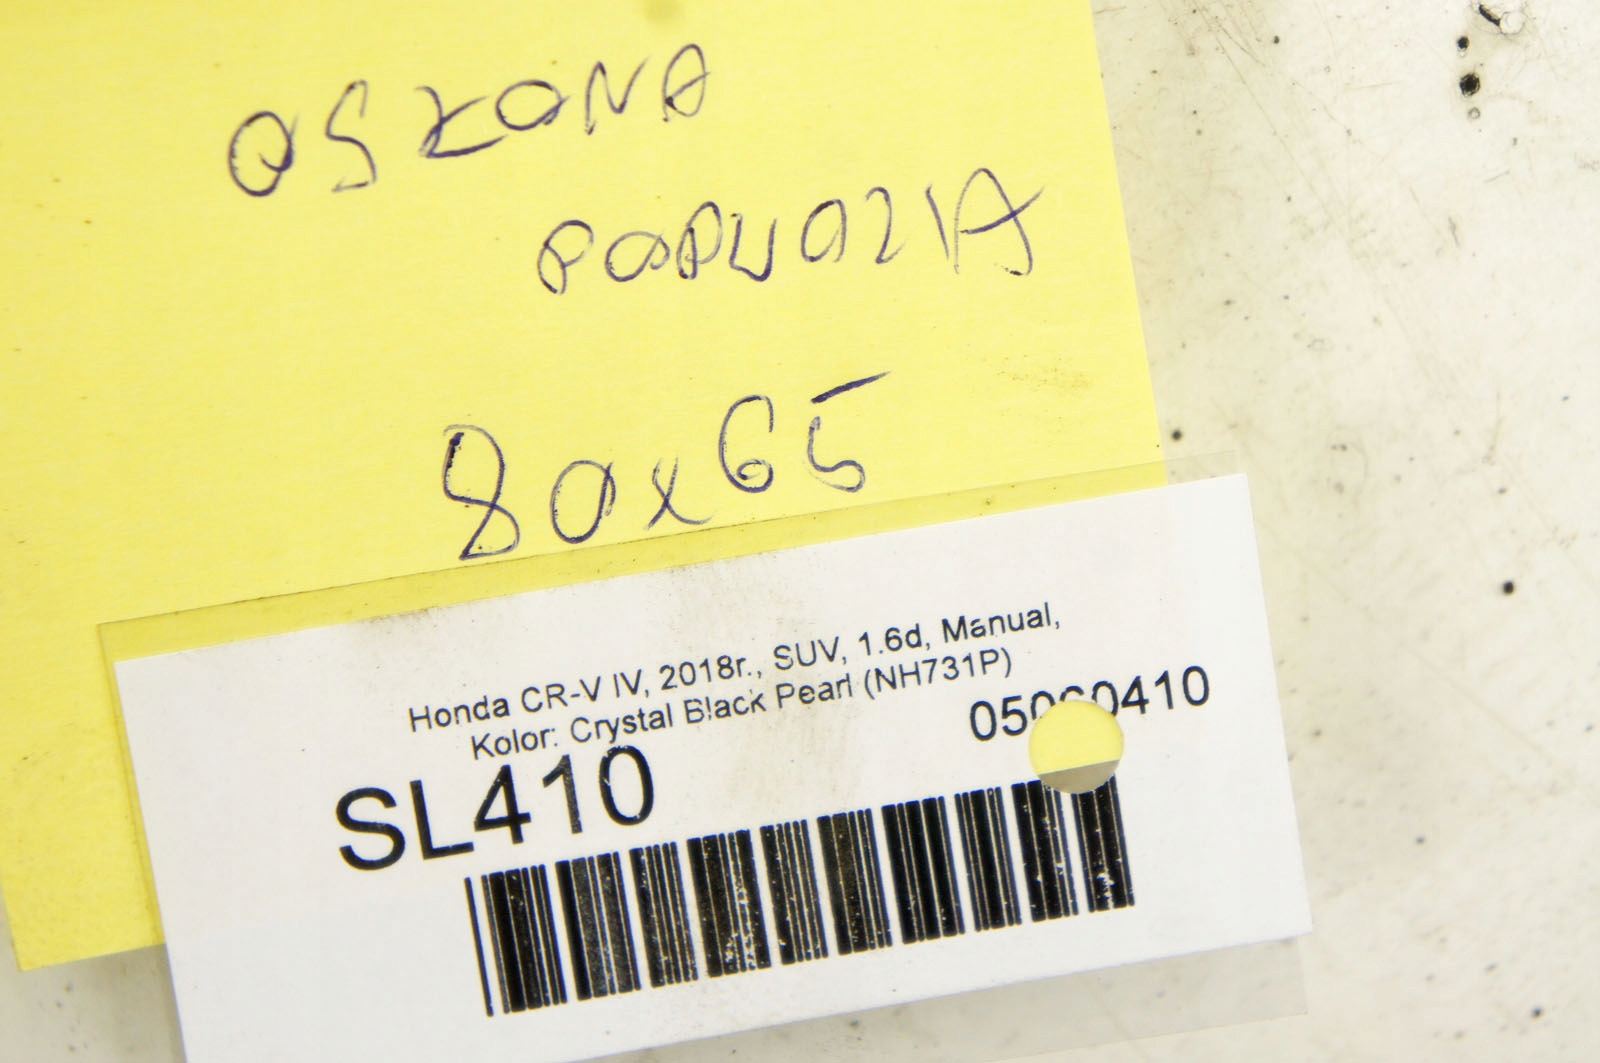 OSŁONA
PODWOZIA
80x65
Honda CR-V IV, 2018r., SUV, 1.6d, Manual,
Kolor: Crystal Black Pearl (NH731P)
SL410